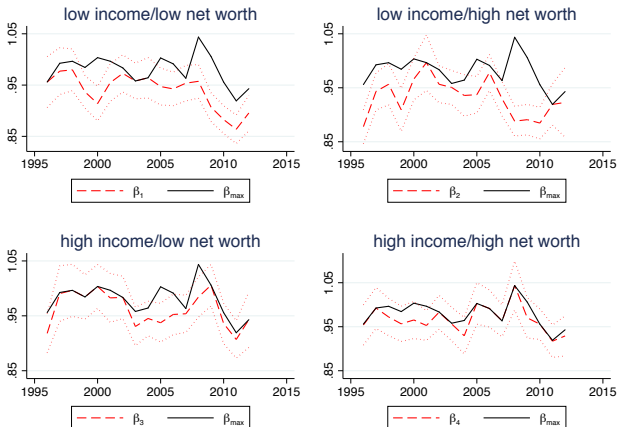 low income/low net worth
low income/high net worth
1.05
.95
.85
1995 2000 2005 2010 2015
β1 βmax
1.05
.95
.85
1995 2000 2005 2010 2015
β2 βmax
high income/low net worth
high income/high net worth
1.05
.95
.85
1995 2000 2005 2010 2015
β3 βmax
1.05
.95
.85
1995 2000 2005 2010 2015
β4 βmax